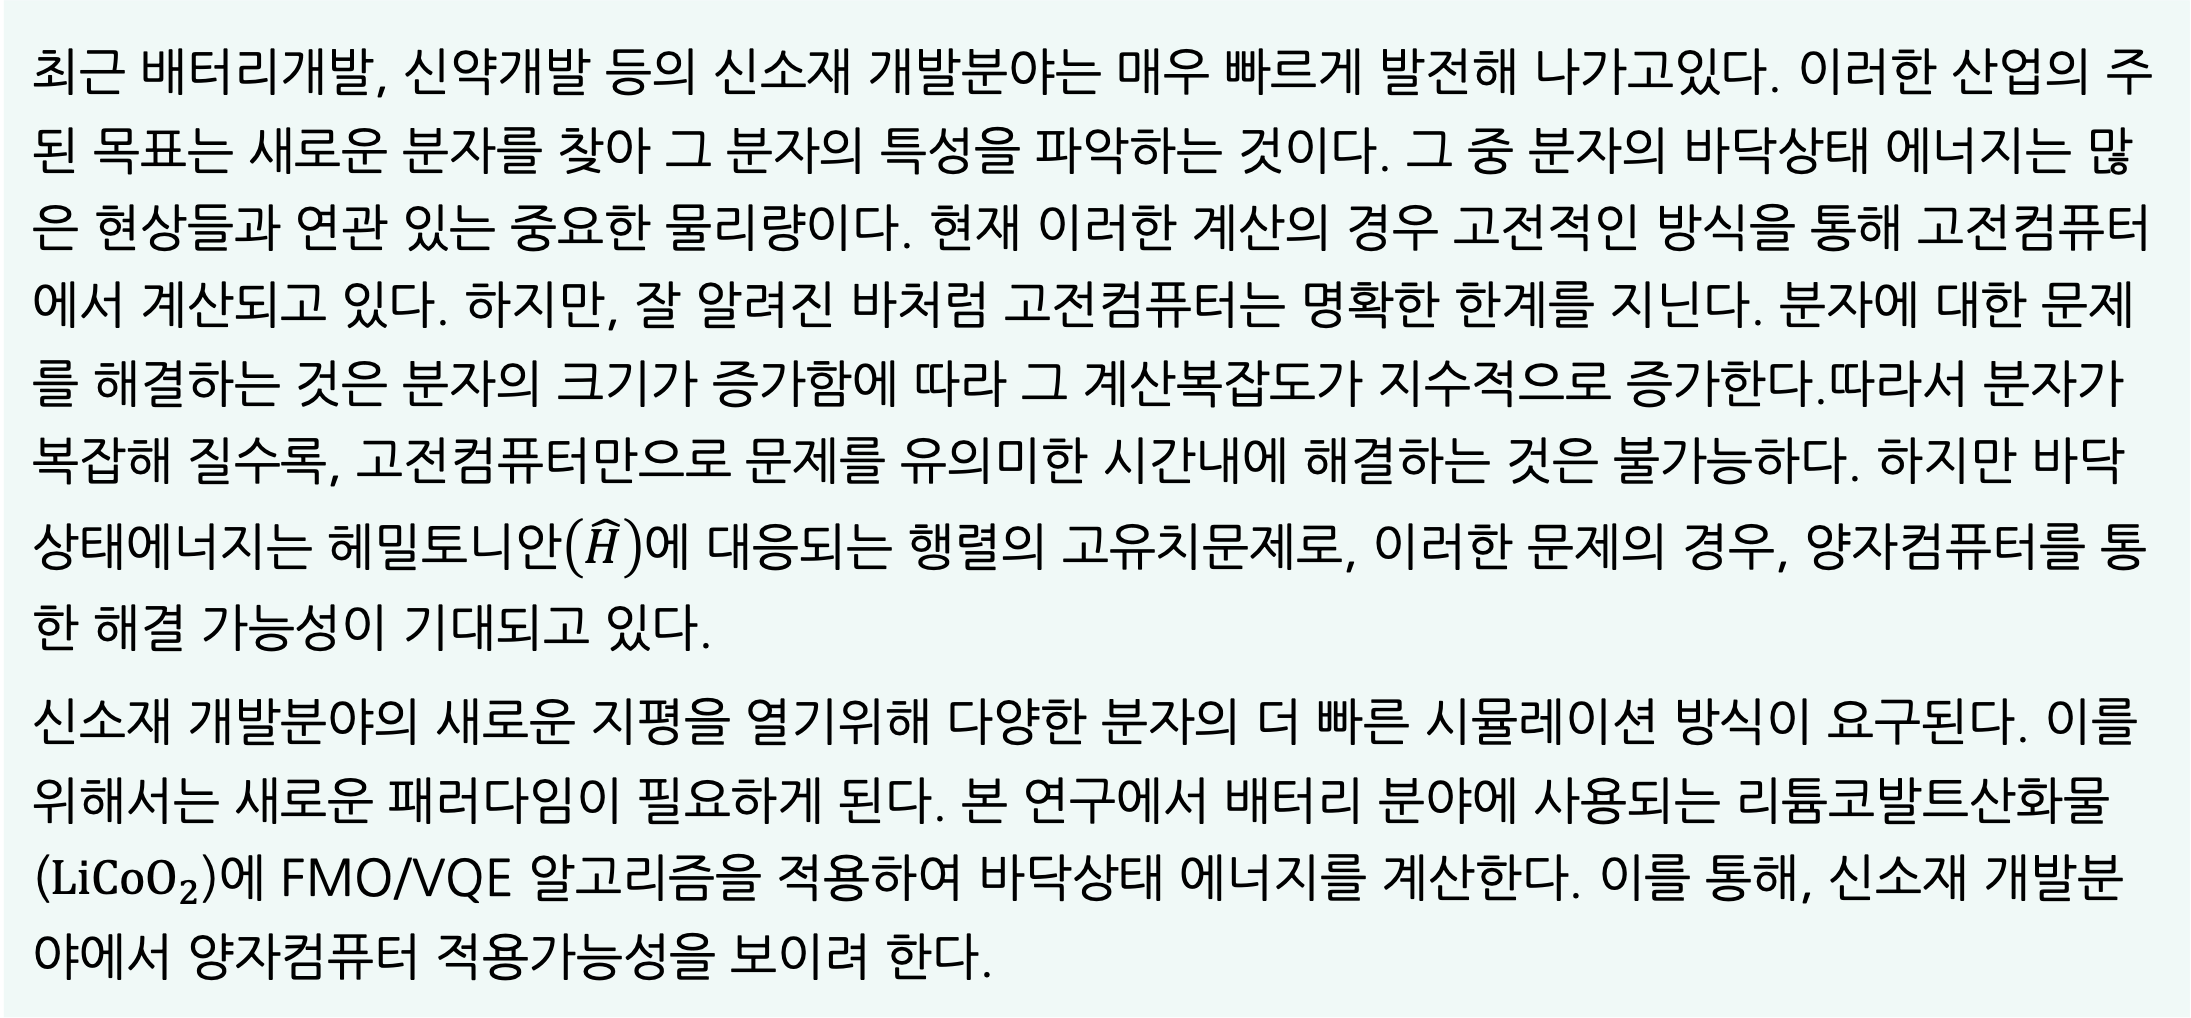 최근 배터리개발, 신약개발 등의 신소재 개발분야는 매우 빠르게 발전해 나가고있다. 이러한 산업의 주
된 목표는 새로운 분자를 찾아 그 분자의 특성을 파악하는 것이다. 그 중 분자의 바닥상태 에너지는 많
은 현상들과 연관 있는 중요한 물리량이다. 현재 이러한 계산의 경우 고전적인 방식을 통해 고전컴퓨터
에서 계산되고 있다. 하지만, 잘 알려진 바처럼 고전컴퓨터는 명확한 한계를 지닌다. 분자에 대한 문제
를 해결하는 것은 분자의 크기가 증가함에 따라 그 계산복잡도가 지수적으로 증가한다.따라서 분자가
복잡해 질수록, 고전컴퓨터만으로 문제를 유의미한 시간내에 해결하는 것은 불가능하다. 하지만 바닥
상태에너지는 헤밀토니안(Ĥ)에 대응되는 행렬의 고유치문제로, 이러한 문제의 경우, 양자컴퓨터를 통
한 해결 가능성이 기대되고 있다.
신소재 개발분야의 새로운 지평을 열기위해 다양한 분자의 더 빠른 시뮬레이션 방식이 요구된다. 이를
위해서는 새로운 패러다임이 필요하게 된다. 본 연구에서 배터리 분야에 사용되는 리튬코발트산화물
(LiCoO₂)에 FMO/VQE 알고리즘을 적용하여 바닥상태 에너지를 계산한다. 이를 통해, 신소재 개발분
야에서 양자컴퓨터 적용가능성을 보이려 한다.